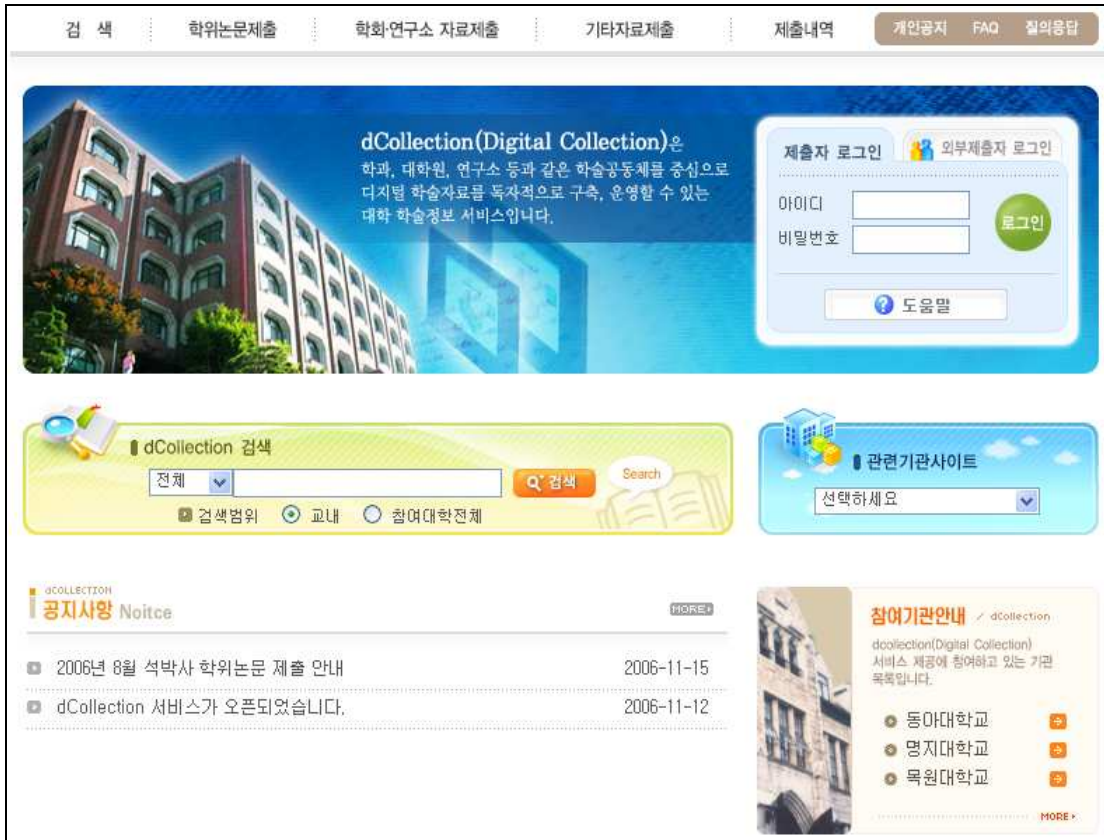 검 색
학위논문제출
학회·연구소 자료제출
기타자료제출
제출내역
개인공지 FAQ 질의응답
dCollection(Digital Collection)은
학과, 대학원, 연구소 등과 같은 학술공동체를 중심으로
디지털 학술자료를 독자적으로 구축, 운영할 수 있는
대학 학술정보 서비스입니다.
제출자 로그인
외부제출자 로그인
아이디
비밀번호
로그인
도움말
dCollection 검색
전체
검색
Search
검색범위 교내 참여대학전체
관련기관사이트
선택하세요
dCOLLECTION
공지사항 Noitce
MORE
2006년 8월 석박사 학위논문 제출 안내 2006-11-15
dCollection 서비스가 오픈되었습니다. 2006-11-12
참여기관안내 / dCollection
dcollection(Digital Collection)
서비스 제공에 참여하고 있는 기관
목록입니다.
동아대학교
명지대학교
목원대학교
MORE